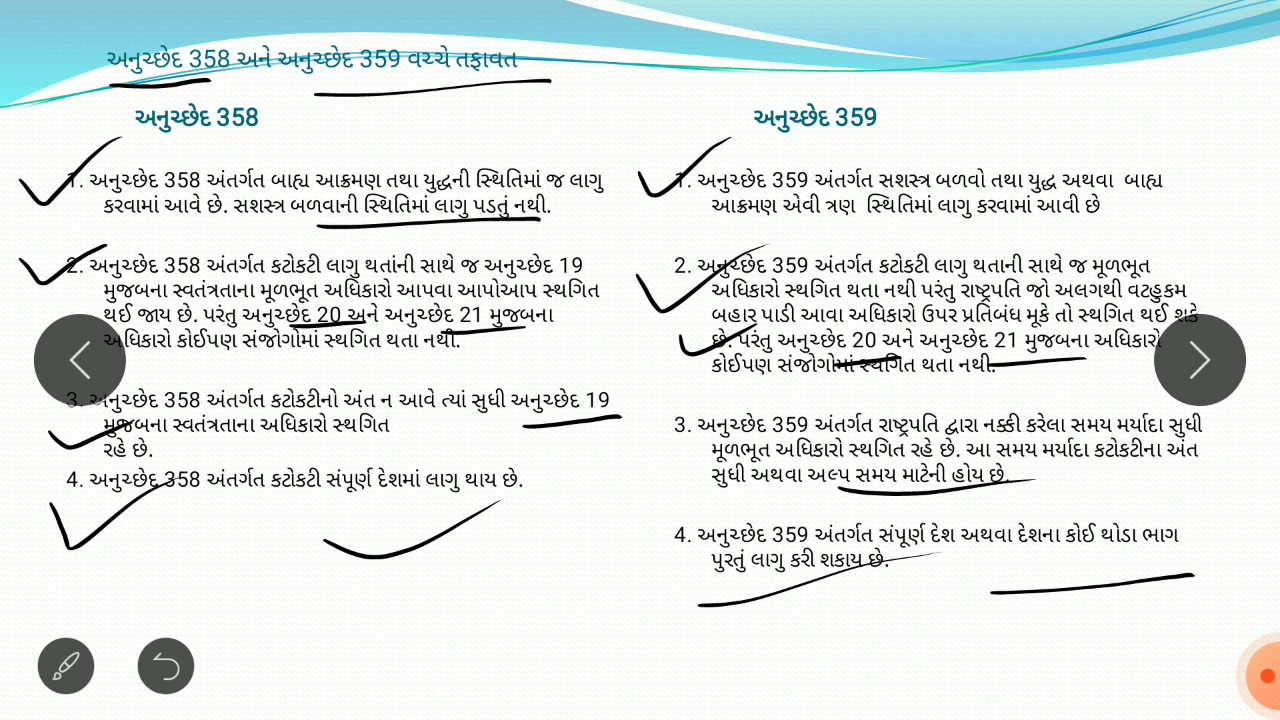 અનુચ્છેદ 358 અને અનુચ્છેદ 359 વચ્ચે તફાવત
અનુચ્છેદ 358
1. અનુચ્છેદ 358 અંતર્ગત બાહ્ય આક્રમણ તથા યુદ્ધની સ્થિતિમાં જ લાગુ
કરવામાં આવે છે. સશસ્ત્ર બળવાની સ્થિતિમાં લાગુ પડતું નથી.
2. અનુચ્છેદ 358 અંતર્ગત કટોકટી લાગુ થતાંની સાથે જ અનુચ્છેદ 19
મુજબના સ્વતંત્રતાના મૂળભૂત અધિકારો આપવા આપોઆપ સ્થગિત
થઈ જાય છે. પરંતુ અનુચ્છેદ 20 અને અનુચ્છેદ 21 મુજબના
અધિકારો કોઈપણ સંજોગોમાં સ્થગિત થતા નથી.
3. અનુચ્છેદ 358 અંતર્ગત કટોકટીનો અંત ન આવે ત્યાં સુધી અનુચ્છેદ 19
મુજબના સ્વતંત્રતાના અધિકારો સ્થગિત
રહે છે.
4. અનુચ્છેદ 358 અંતર્ગત કટોકટી સંપૂર્ણ દેશમાં લાગુ થાય છે.
અનુચ્છેદ 359
1. અનુચ્છેદ 359 અંતર્ગત સશસ્ત્ર બળવો તથા યુદ્ધ અથવા બાહ્ય
આક્રમણ એવી ત્રણ સ્થિતિમાં લાગુ કરવામાં આવી છે
2. અનુચ્છેદ 359 અંતર્ગત કટોકટી લાગુ થતાની સાથે જ મૂળભૂત
અધિકારો સ્થગિત થતા નથી પરંતુ રાષ્ટ્રપતિ જો અલગથી વટહુકમ
બહાર પાડી આવા અધિકારો ઉપર પ્રતિબંધ મૂકે તો સ્થગિત થઈ શકે
છે. પરંતુ અનુચ્છેદ 20 અને અનુચ્છેદ 21 મુજબના અધિકારો
કોઈપણ સંજોગોમાં સ્થગિત થતા નથી.
3. અનુચ્છેદ 359 અંતર્ગત રાષ્ટ્રપતિ દ્વારા નક્કી કરેલા સમય મર્યાદા સુધી
મૂળભૂત અધિકારો સ્થગિત રહે છે. આ સમય મર્યાદા કટોકટીના અંત
સુધી અથવા અલ્પ સમય માટેની હોય છે.
4. અનુચ્છેદ 359 અંતર્ગત સંપૂર્ણ દેશ અથવા દેશના કોઈ થોડા ભાગ
પુરતું લાગુ કરી શકાય છે.